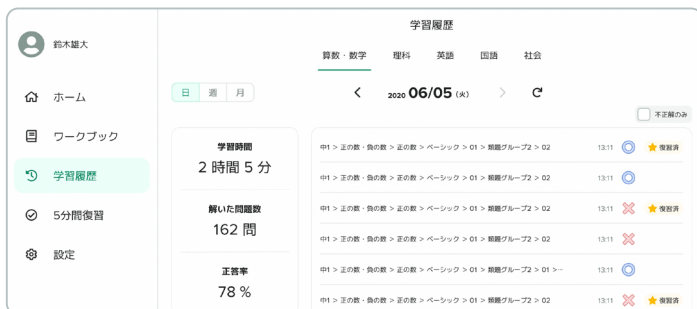 鈴木雄大
ホーム
ワークブック
学習履歴
5分間復習
設定
学習履歴
算数・数学 理科 英語 国語 社会
日 週 月
2020 06/05 (火)
不正解のみ
学習時間
2 時間 5 分
解いた問題数
162 問
正答率
78 %
中1 > 正の数・負の数 > 正の数 > ベーシック > 01 > 類題グループ2 > 02 13:11 復習済
中1 > 正の数・負の数 > 正の数 > ベーシック > 01 > 類題グループ2 > 02 13:11
中1 > 正の数・負の数 > 正の数 > ベーシック > 01 > 類題グループ2 > 02 13:11 復習済
中1 > 正の数・負の数 > 正の数 > ベーシック > 01 > 類題グループ2 > 02 13:11
中1 > 正の数・負の数 > 正の数 > ベーシック > 01 > 類題グループ2 > 01 >… 13:11
中1 > 正の数・負の数 > 正の数 > ベーシック > 01 > 類題グループ2 > 02 13:11 復習済